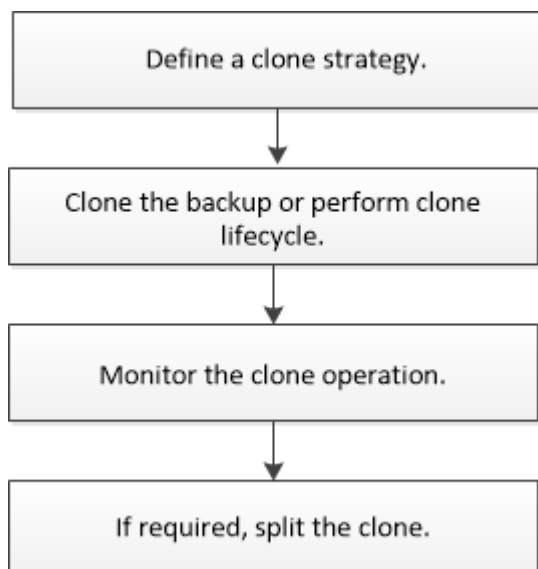 Define a clone strategy.
Clone the backup or perform clone
lifecycle.
Monitor the clone operation.
If required, split the clone.